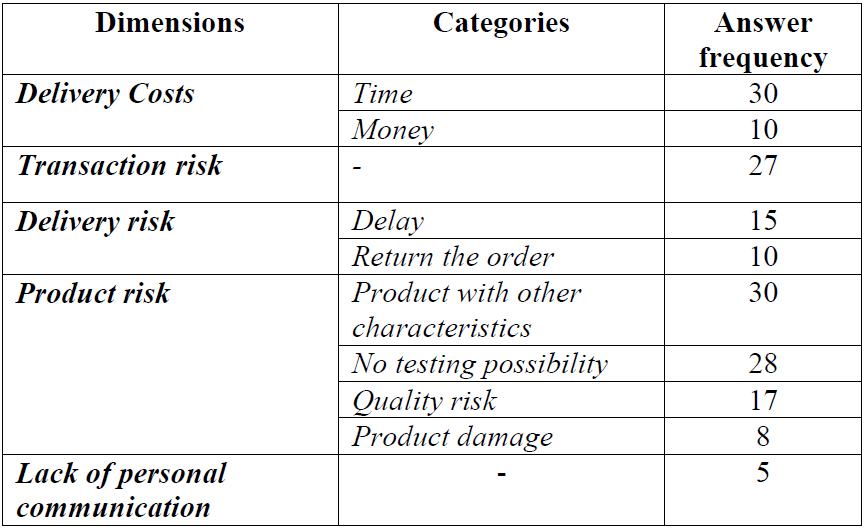 Dimensions Categories Answer
frequency
Delivery Costs Time 30
Money 10
Transaction risk - 27
Delivery risk Delay 15
Return the order 10
Product risk Product with other 30
characteristics
No testing possibility 28
Quality risk 17
Product damage 8
Lack of personal - 5
communication